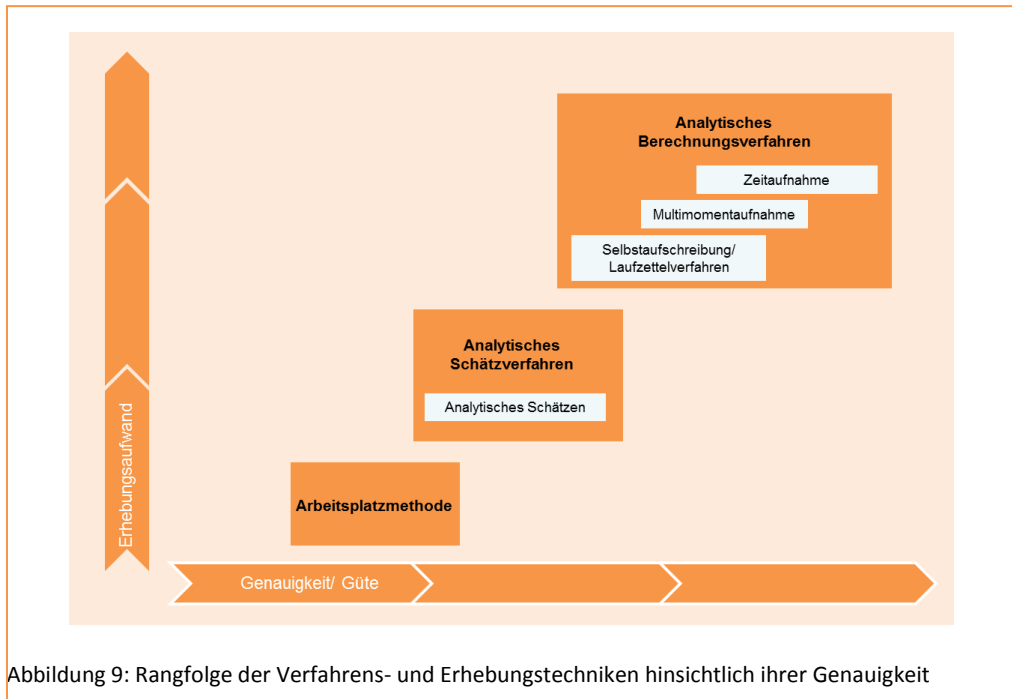 Analytisches
Berechnungsverfahren
Zeitaufnahme
Multimomentaufnahme
Selbstaufschreibung/
Laufzettelverfahren
Analytisches
Schätzverfahren
Analytisches Schätzen
Arbeitsplatzmethode
Erhebungsaufwand
Genauigkeit/ Güte
Abbildung 9: Rangfolge der Verfahrens- und Erhebungstechniken hinsichtlich ihrer Genauigkeit